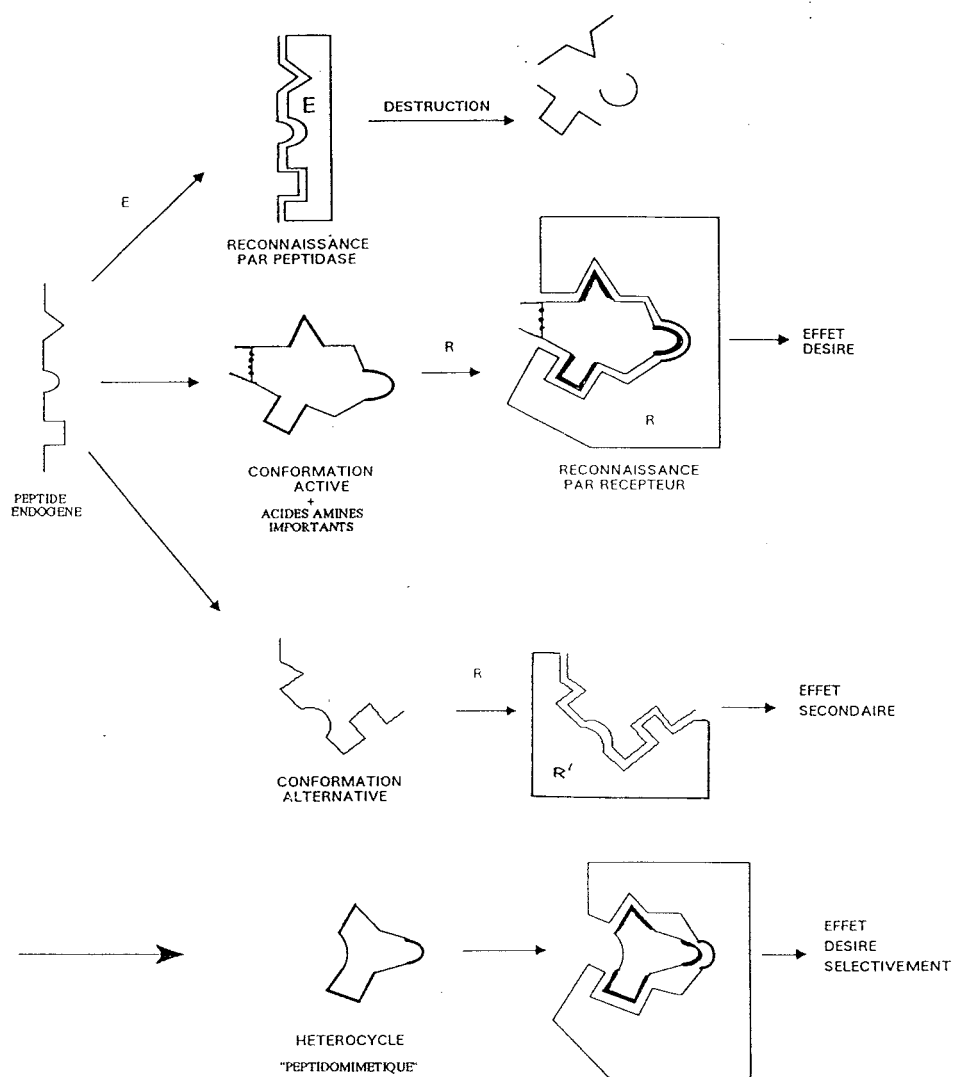 E
DESTRUCTION
RECONNAISSANCE
PAR PEPTIDASE
E
PEPTIDE
ENDOGENE
CONFORMATION
ACTIVE
+
ACIDES AMINES
IMPORTANTS
R
R
RECONNAISSANCE
PAR RECEPTEUR
EFFET
DESIRE
CONFORMATION
ALTERNATIVE
R
R'
EFFET
SECONDAIRE
HETEROCYCLE
"PEPTIDOMIMETIQUE"
EFFET
DESIRE
SELECTIVEMENT